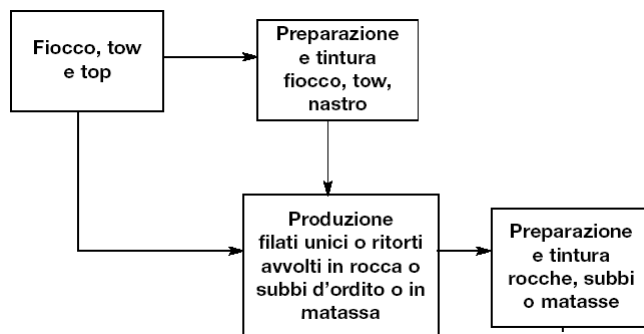 Fiocco, tow
e top
Preparazione
e tintura
fiocco, tow,
nastro
Produzione
filati unici o ritorti
avvolti in rocca o
subbi d'ordito o in
matassa
Preparazione
e tintura
rocche, subbi
o matasse